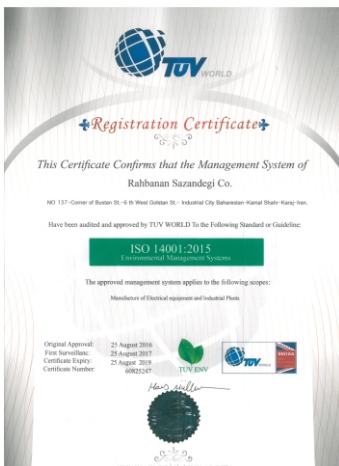 TUV WORLD
Registration Certificate
This Certificate Confirms that the Management System of
Rahbanan Sazandegi Co.
NO 137-Corner of Bustan St.-6 th West Golstan St.- Industrial City Baharestan-Kamal Shahr-Karaj-Iran.
Have been audited and approved by TUV WORLD To the Following Standard or Guideline:
ISO 14001:2015
Environmental Management Systems
The approved management system applies to the following scopes:
Manufacture of Electrical equipment and Industrial Plants
Original Approval: 25 August 2016
First Surveillanc: 25 August 2017
Certificate Expiry: 25 August 2019
Certificate Number: 60825247
TUV ENV
TUV WORLD